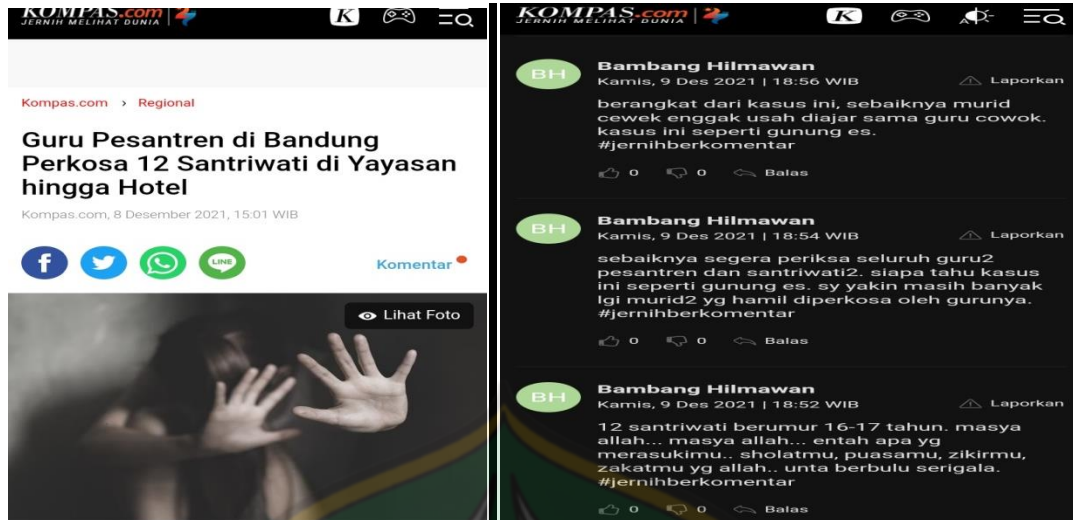 KOMPAS.com
JERNIH MELIHAT DUNIA
K
Kompas.com › Regional
Guru Pesantren di Bandung
Perkosa 12 Santriwati di Yayasan
hingga Hotel
Kompas.com, 8 Desember 2021, 15:01 WIB
f
LINE
Komentar
Lihat Foto
KOMPAS.com
JERNIH MELIHAT DUNIA
K
A
BH
Bambang Hilmawan
Kamis, 9 Des 2021 | 18:56 WIB
Laporkan
berangkat dari kasus ini, sebaiknya murid
cewek enggak usah diajar sama guru cowok.
kasus ini seperti gunung es.
#jernihberkomentar
0 0 Balas
BH
Bambang Hilmawan
Kamis, 9 Des 2021 | 18:54 WIB
Laporkan
sebaiknya segera periksa seluruh guru2
pesantren dan santriwati2. siapa tahu kasus
ini seperti gunung es. sy yakin masih banyak
lgi murid2 yg hamil diperkosa oleh gurunya.
#jernihberkomentar
0 0 Balas
BH
Bambang Hilmawan
Kamis, 9 Des 2021 | 18:52 WIB
Laporkan
12 santriwati berumur 16-17 tahun. masya
allah... masya allah... entah apa yg
merasukimu.. sholatmu, puasamu, zikirmu,
zakatmu yg allah.. unta berbulu serigala.
#jernihberkomentar
0 0 Balas